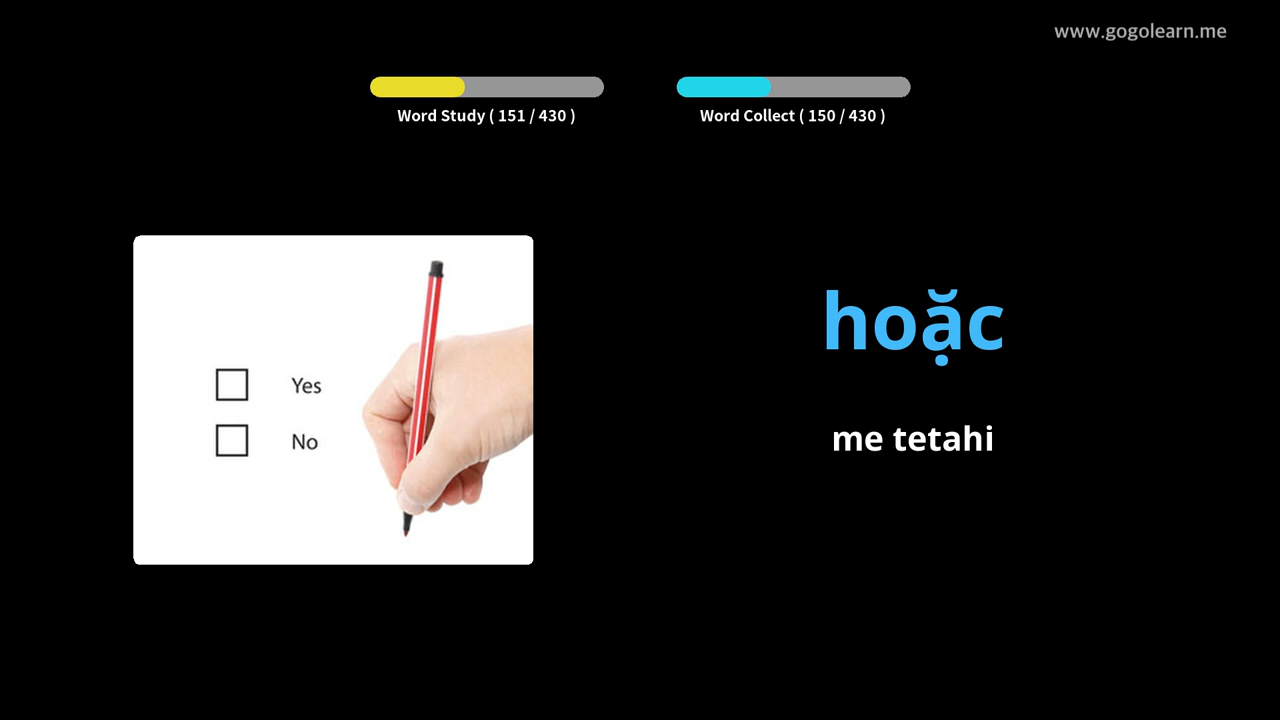 www.gogolearn.me
Word Study ( 151 / 430 )
Word Collect ( 150 / 430 )
Yes
No
hoặc
me tetahi